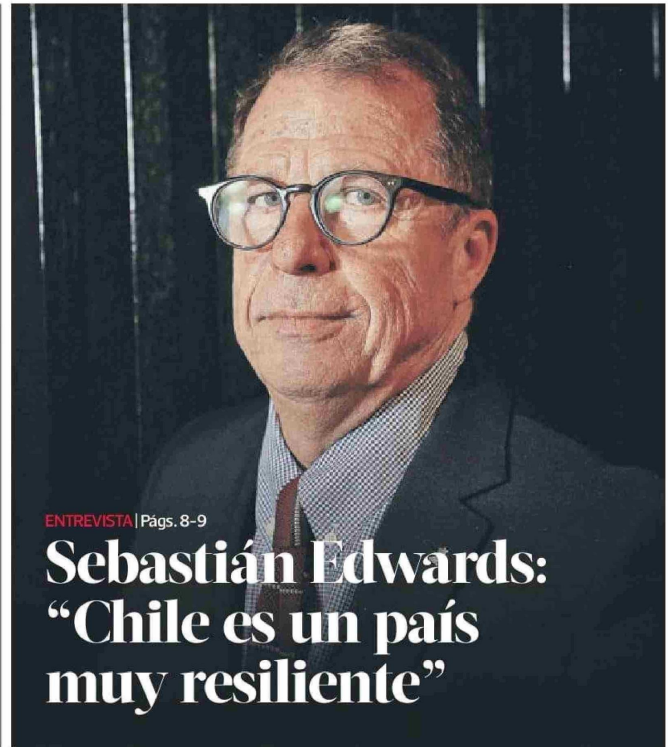 ENTREVISTA | Págs. 8-9
Sebastián Edwards:
“Chile es un país
muy resiliente”